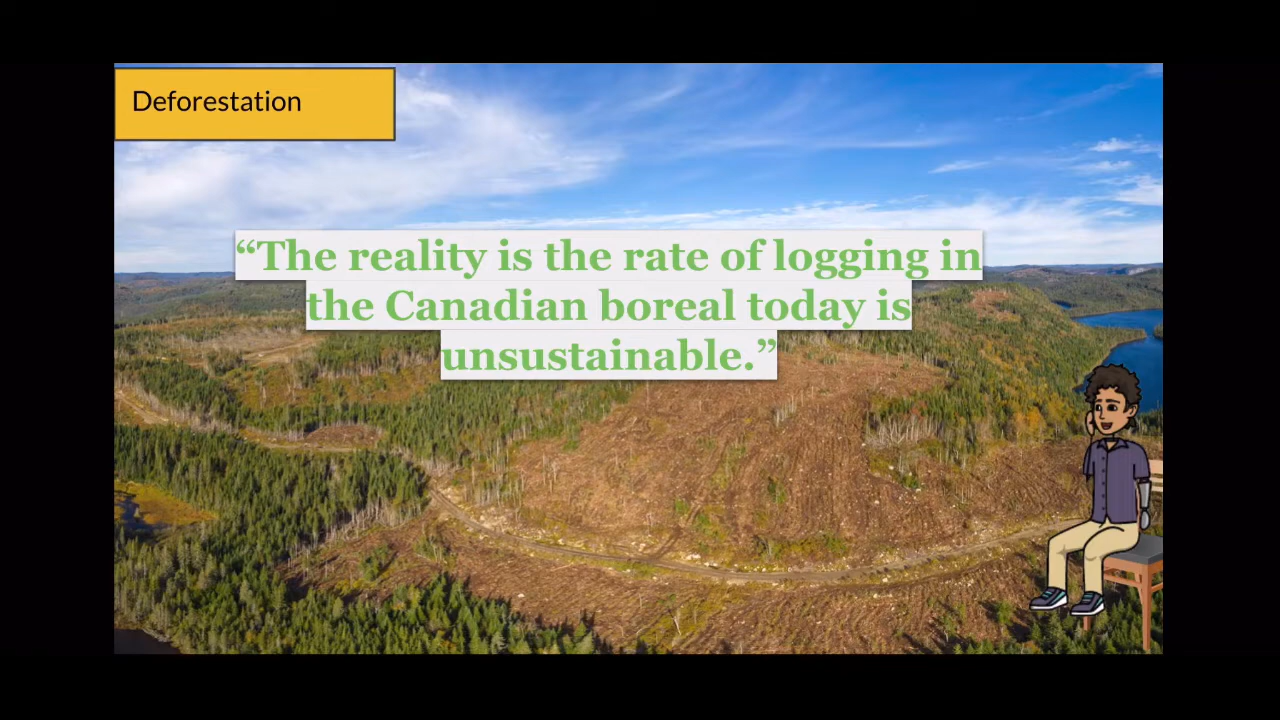 Deforestation
“The reality is the rate of logging in
the Canadian boreal today is
unsustainable.”